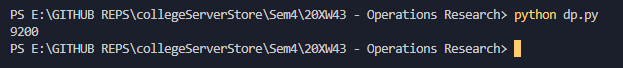 PS E:\GITHUB REPS\collegeServerStore\Sem4\20XW43 - Operations Research> python dp.py
9200
PS E:\GITHUB REPS\collegeServerStore\Sem4\20XW43 - Operations Research>